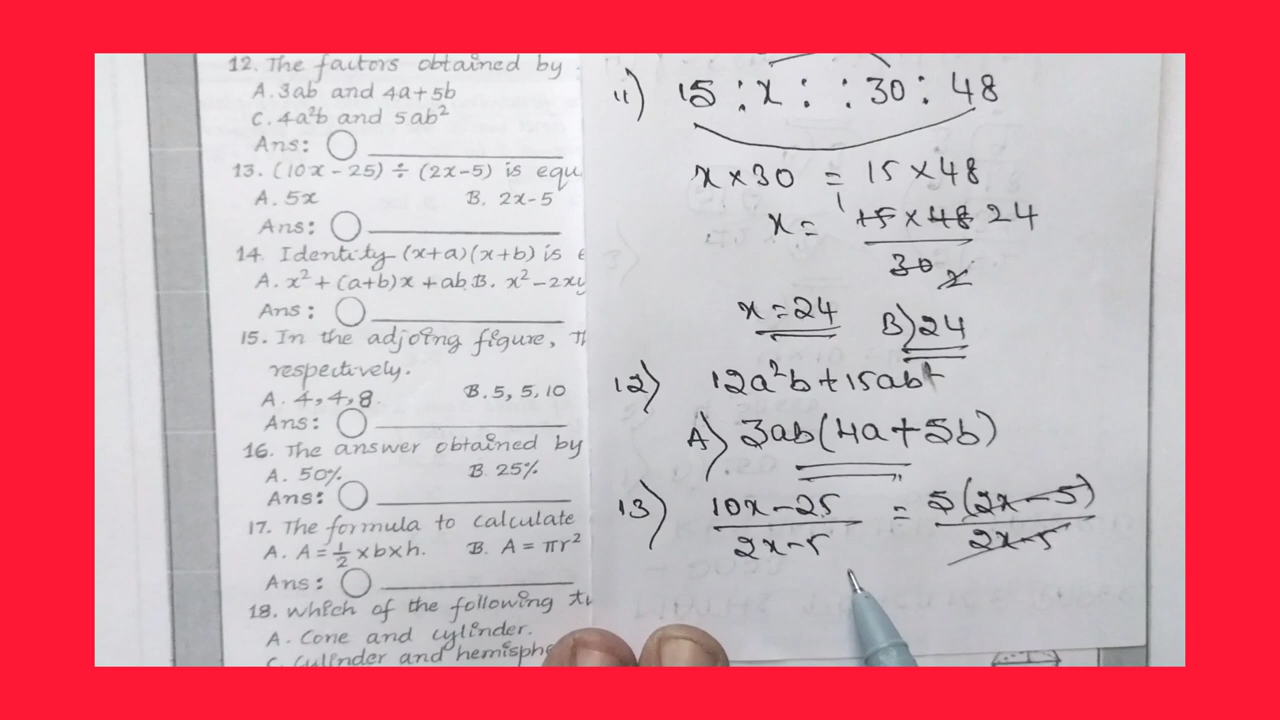 12. The factors obtained by
A. 3ab and 4a+5b
C. 4a²b and 5ab²
Ans:
13. (10x - 25) ÷ (2x-5) is equ
A. 5x B. 2x-5
Ans:
14. Identity (x+a)(x+b) is
A. x² + (a+b)x + ab B. x² - 2xy
Ans:
15. In the adjoing figure,
respectively.
A. 4, 4, 8. B. 5, 5, 10
Ans:
16. The answer obtained by
A. 50% B. 25%
Ans:
17. The formula to calculate
A. A = 1/2 × b × h. B. A = πr²
Ans:
18. Which of the following
A. Cone and cylinder.
C. Cylinder and hemisphe
11) 15 : x : : 30 : 48
x × 30 = 15 × 48
x = 15 × 48 24
30 2
1
x = 24 B) 24
12) 12a²b + 15ab²
A) 3ab(4a + 5b)
13) 10x - 25 = 5(2x - 5)
2x - 5 2x - 5